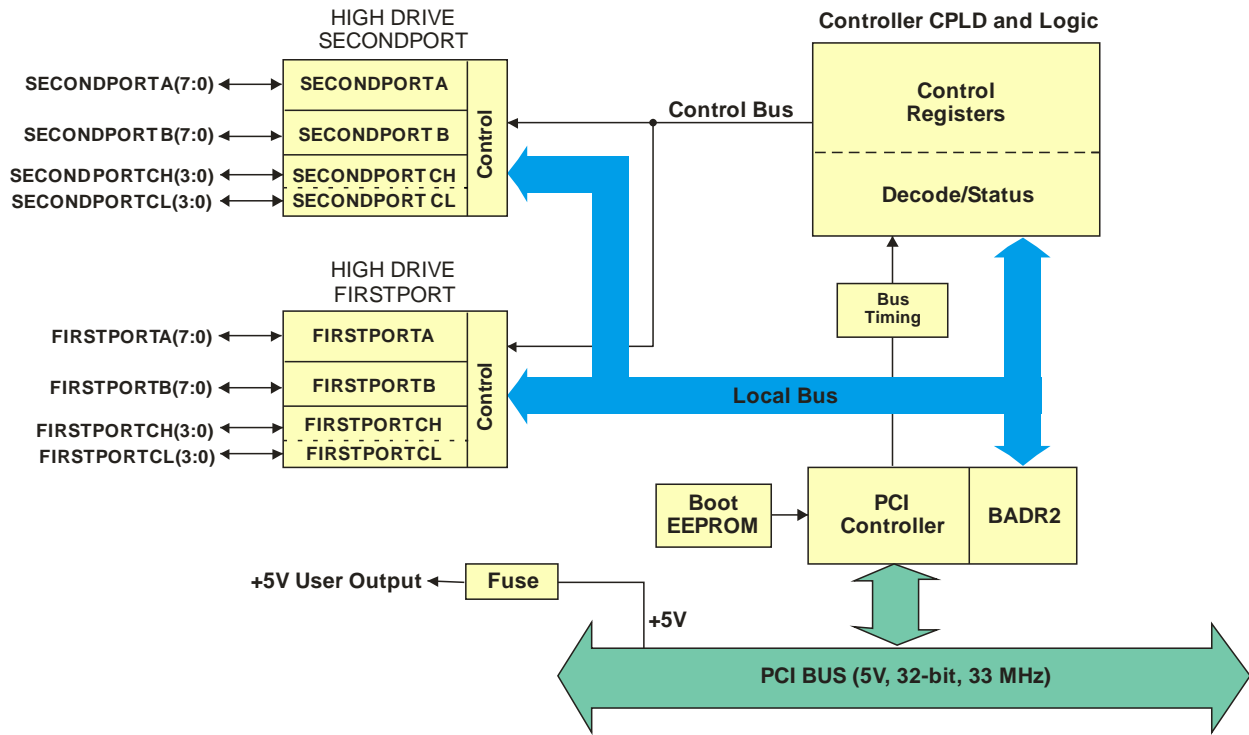 HIGH DRIVE
SECONDPORT
SECONDPORTA(7:0)
SECONDPORTA
SECONDPORTB(7:0)
SECONDPORT B
SECONDPORTCH(3:0)
SECONDPORT CH
SECONDPORTCL(3:0)
SECONDPORT CL
Control
Controller CPLD and Logic
Control
Registers
Decode/Status
Control Bus
HIGH DRIVE
FIRSTPORT
FIRSTPORTA(7:0)
FIRSTPORTA
FIRSTPORTB(7:0)
FIRSTPORTB
FIRSTPORTCH(3:0)
FIRSTPORTCH
FIRSTPORTCL(3:0)
FIRSTPORTCL
Control
Bus
Timing
Local Bus
Boot
EEPROM
PCI
Controller
BADR2
+5V User Output
Fuse
+5V
PCI BUS (5V, 32-bit, 33 MHz)